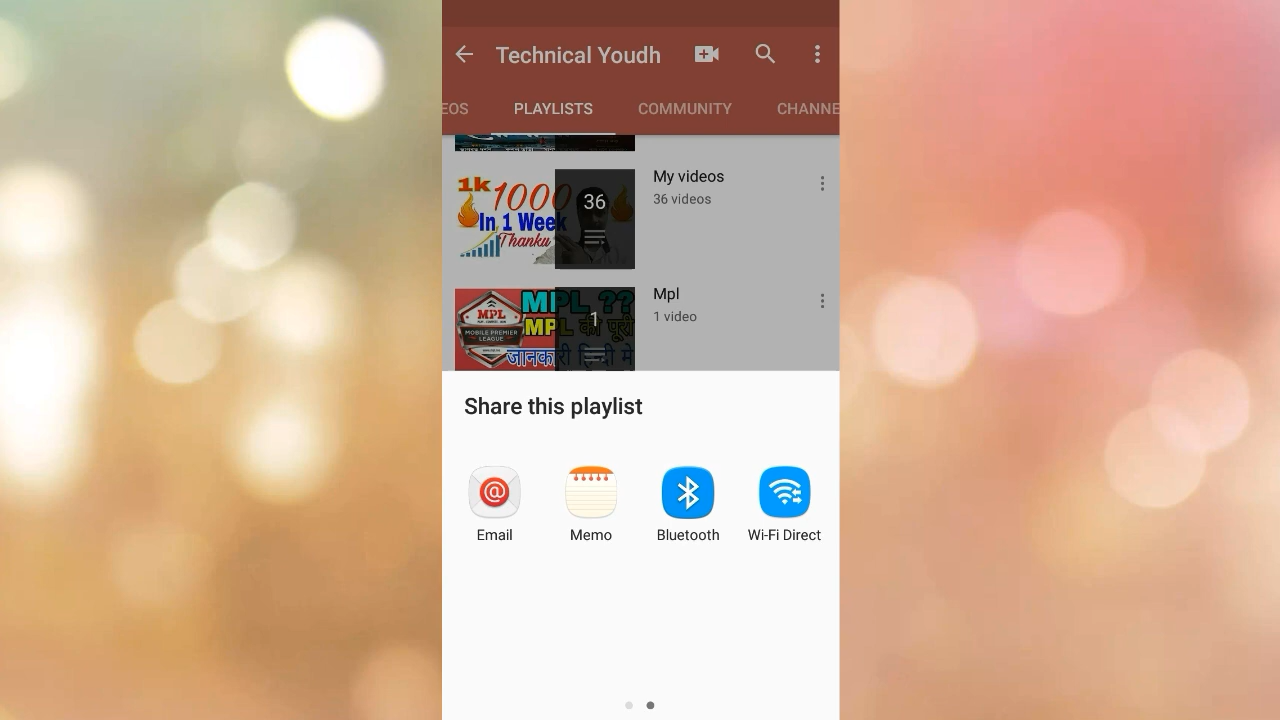 Technical Youdh
EOS PLAYLISTS COMMUNITY CHANNE
1k 1000
In 1 Week
Thanku
36
My videos
36 videos
MPL
MOBILE PREMIER
LEAGUE
MPL ??
MPL की पूरी
जानकारी हिन्दी में
1
Mpl
1 video
Share this playlist
Email
Memo
Bluetooth
Wi-Fi Direct